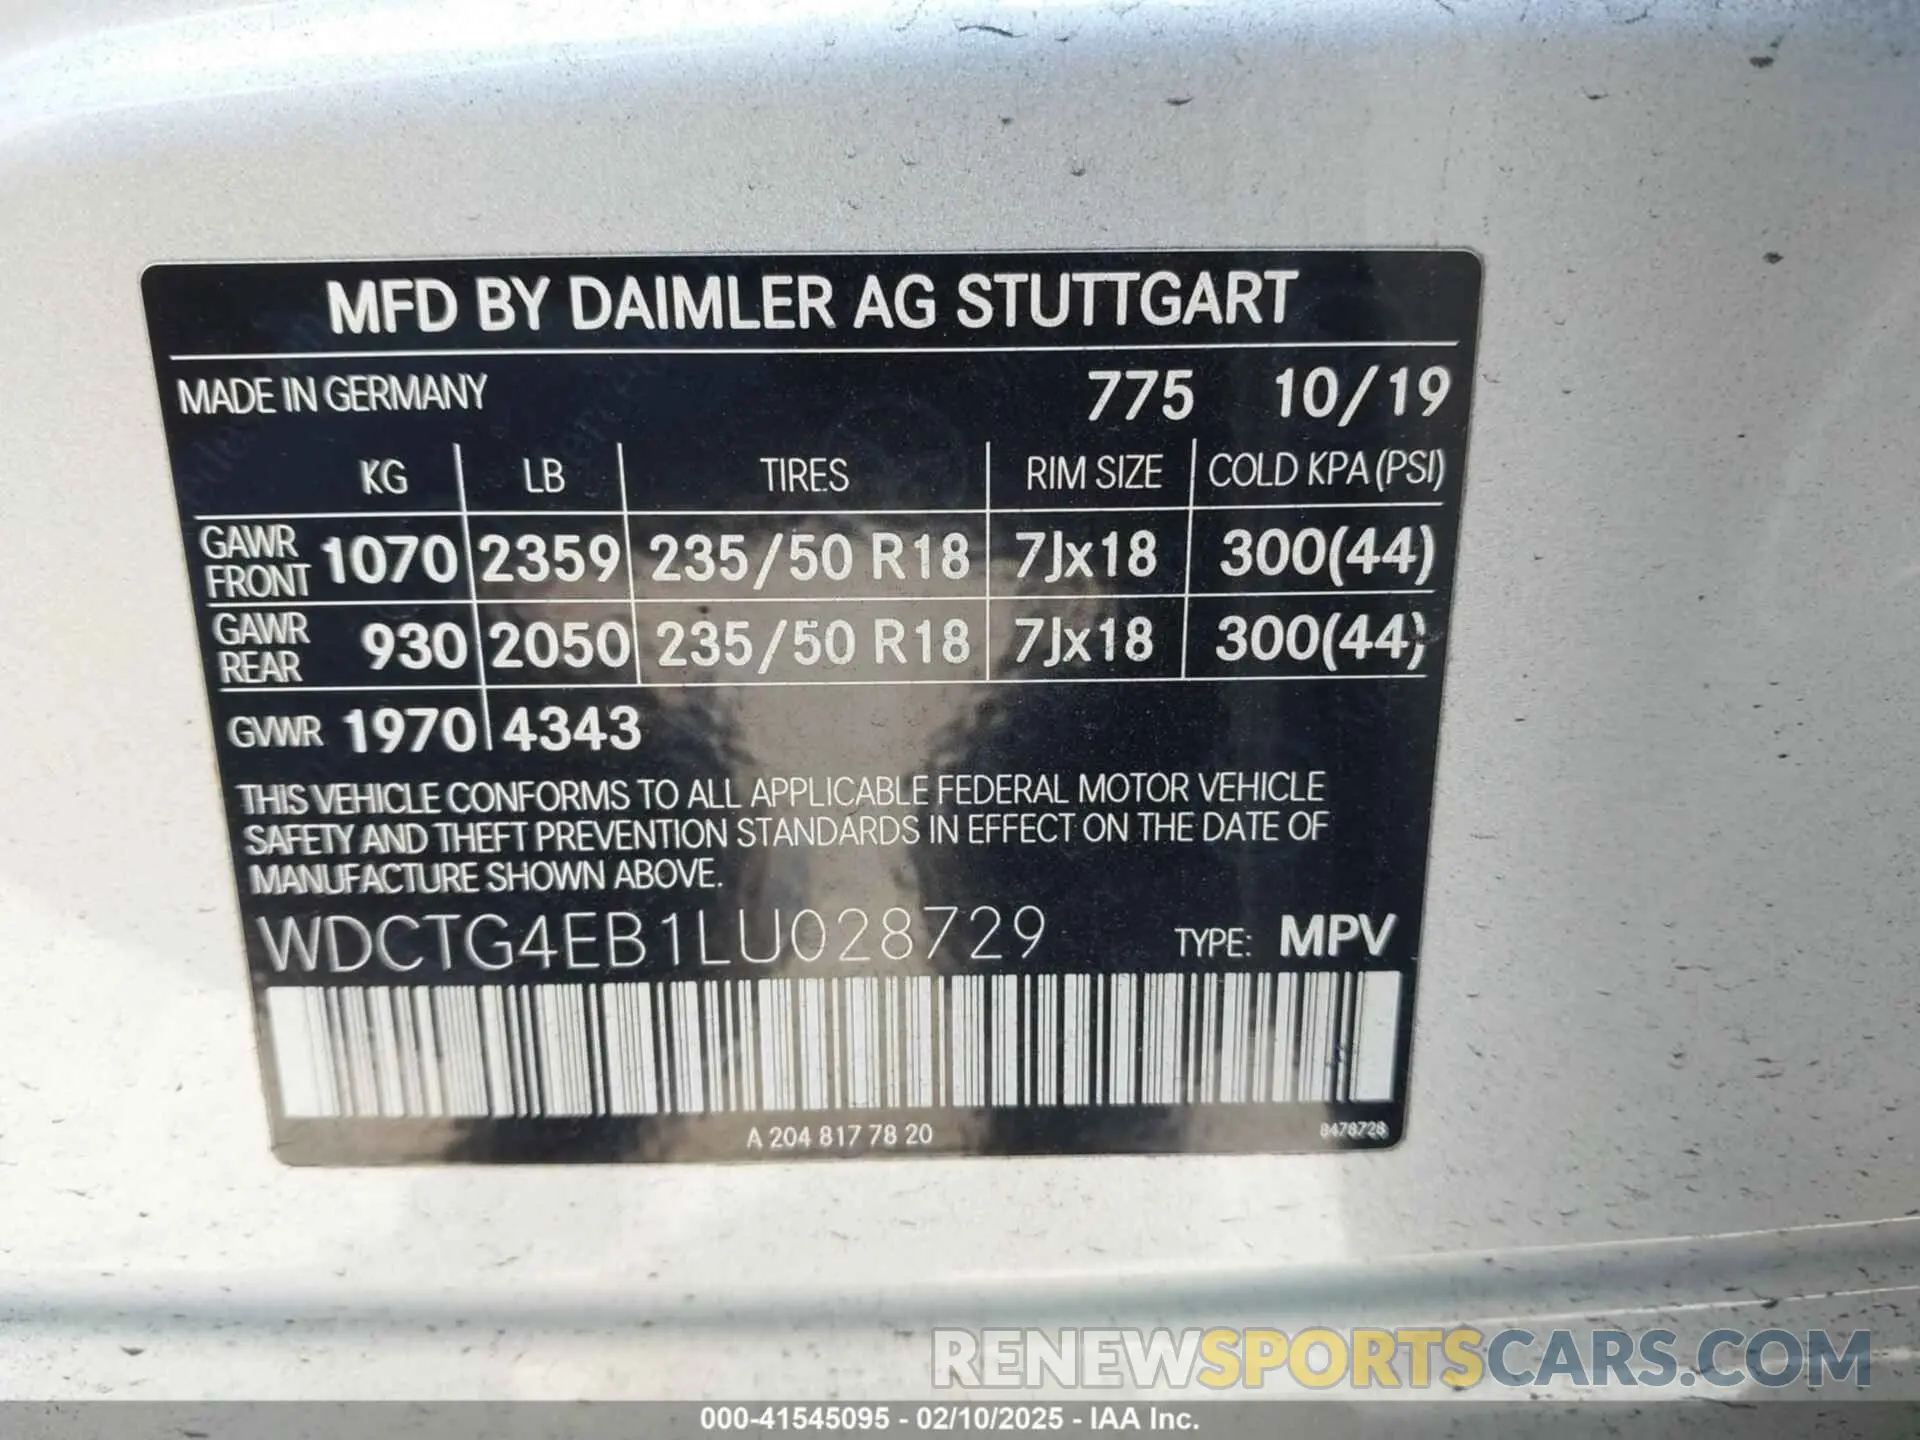 MFD BY DAIMLER AG STUTTGART
MADE IN GERMANY 775 10/19
KG LB TIRES RIM SIZE COLD KPA (PSI)
GAWR FRONT 1070 2359 235/50 R18 7Jx18 300(44)
GAWR REAR 930 2050 235/50 R18 7Jx18 300(44)
GVWR 1970 4343
THIS VEHICLE CONFORMS TO ALL APPLICABLE FEDERAL MOTOR VEHICLE
SAFETY AND THEFT PREVENTION STANDARDS IN EFFECT ON THE DATE OF
MANUFACTURE SHOWN ABOVE.
WDCTG4EB1LU028729 TYPE: MPV
A 204 817 78 20 8478728
RENEWSPORTSCARS.COM
000-41545095 - 02/10/2025 - IAA Inc.